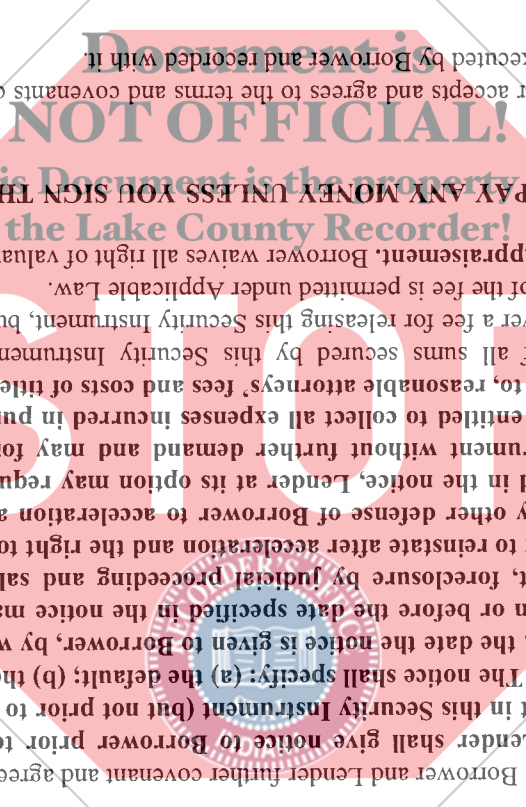 Document is
NOT OFFICIAL!
is Document is the property
the Lake County Recorder!
STOP
Borrower and Lender further covenant and agree
Lender shall give notice to Borrower prior to
in this Security Instrument (but not prior to
The notice shall specify: (a) the default; (b) the
the date the notice is given to Borrower, by w
or before the date specified in the notice ma
foreclosure by judicial proceeding and sal
to reinstate after acceleration and the right to
y other defense of Borrower to acceleration a
d in the notice, Lender at its option may requ
rument without further demand and may fo
entitled to collect all expenses incurred in pu
to, reasonable attorneys' fees and costs of title
all sums secured by this Security Instrumen
er a fee for releasing this Security Instrument, bu
of the fee is permitted under Applicable Law.
Appraisement. Borrower waives all right of valua
PAY ANY MONEY UNLESS YOU SIGN TH
r accepts and agrees to the terms and covenants c
xecuted by Borrower and recorded with it.